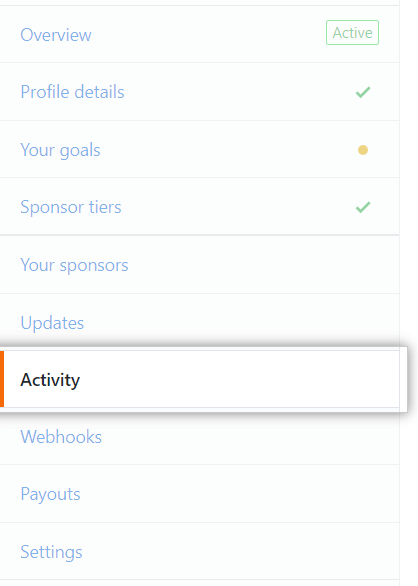 Overview
Active
Profile details
Your goals
Sponsor tiers
Your sponsors
Updates
Activity
Webhooks
Payouts
Settings